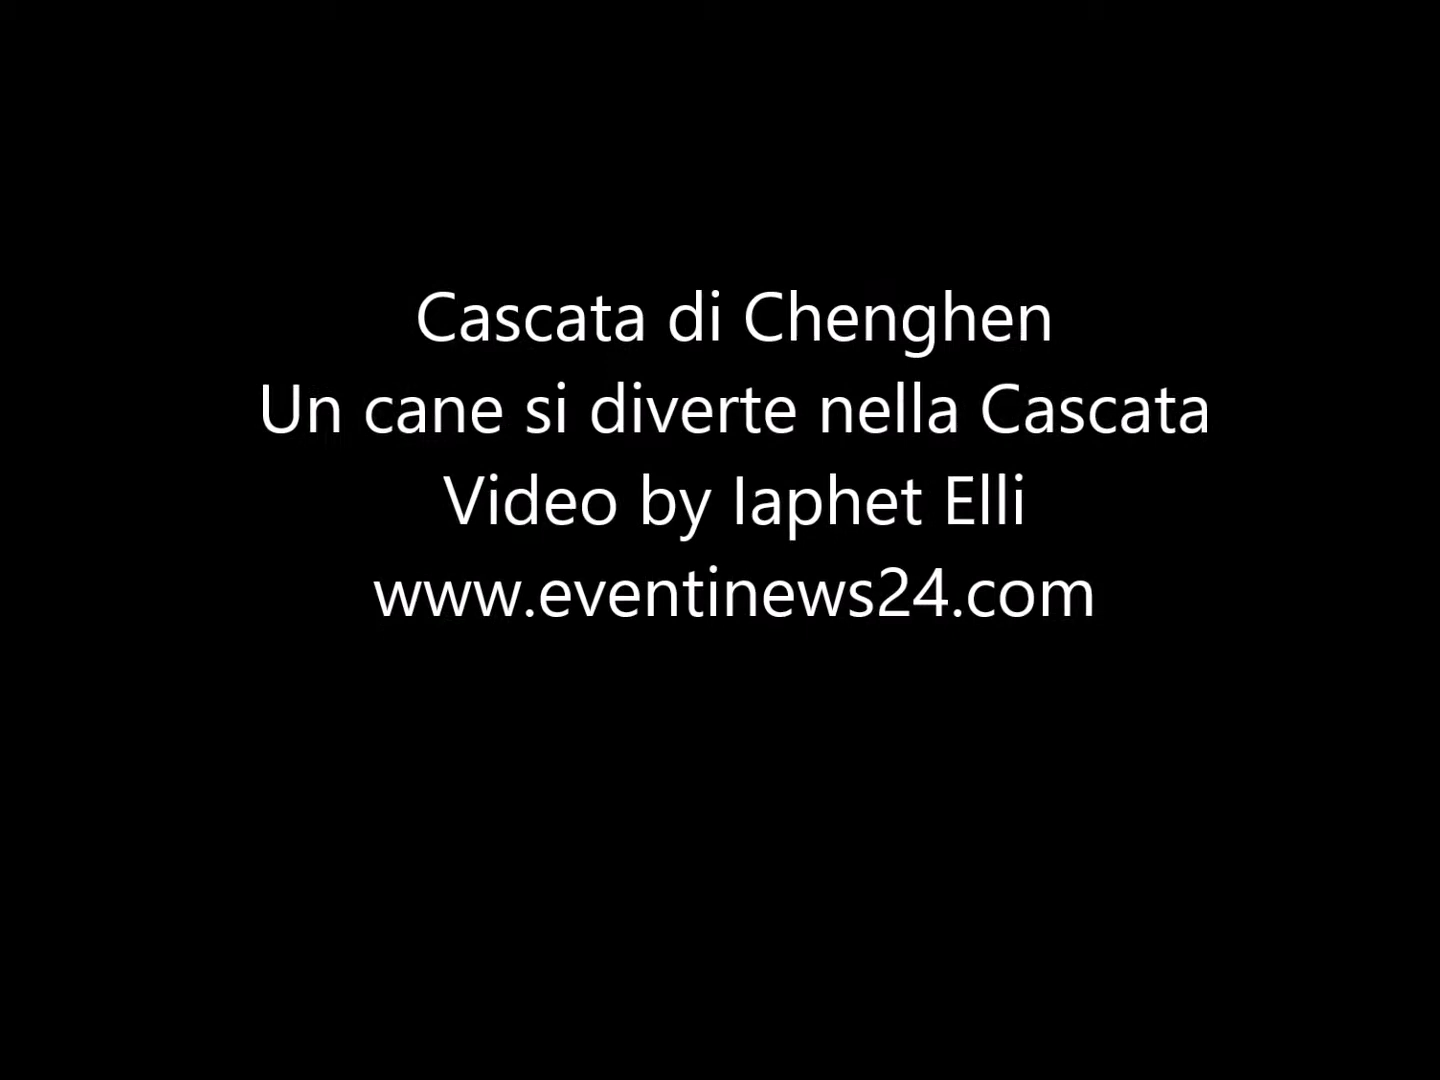 Cascata di Chenghen
Un cane si diverte nella Cascata
Video by Iaphet Elli
www.eventinews24.com